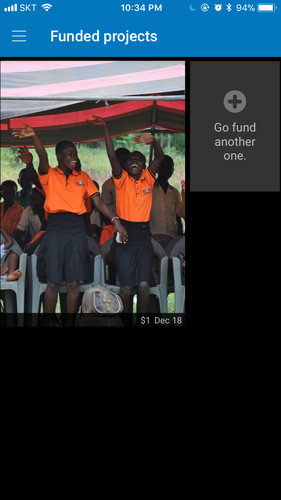 SKT 10:34 PM 94%
Funded projects
Go fund
another
one.
$1 Dec 18